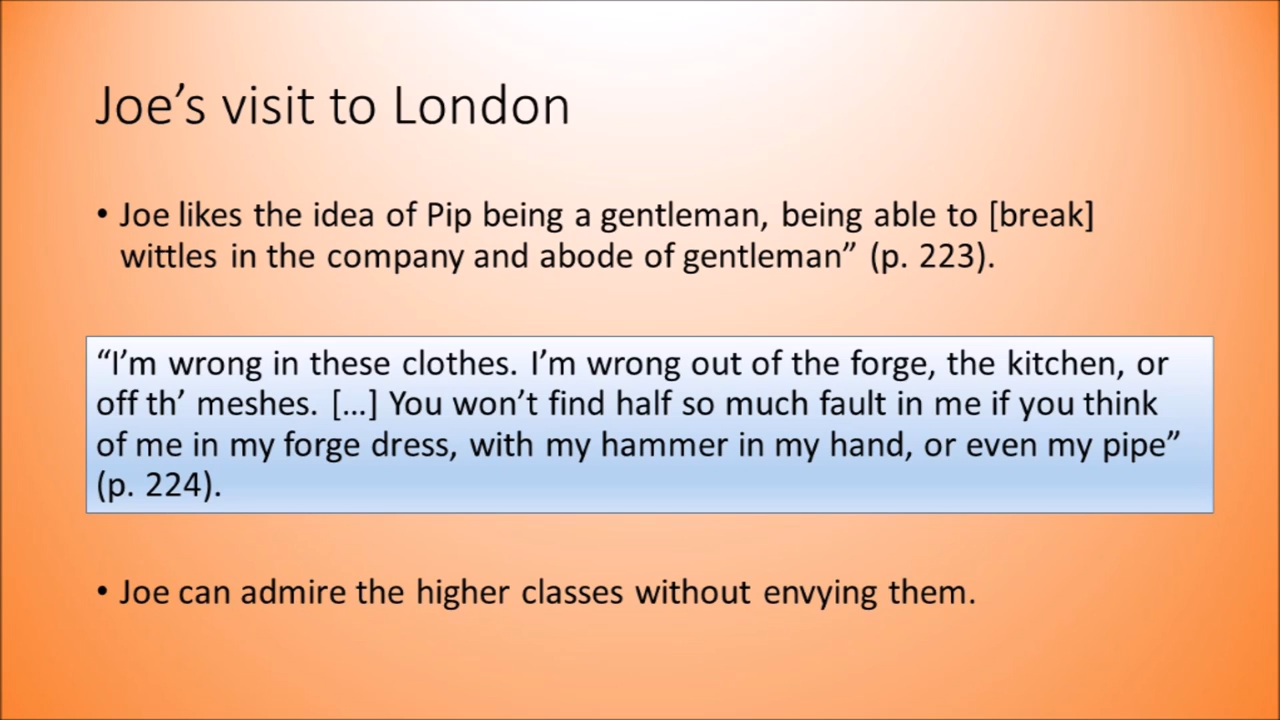 Joe’s visit to London
• Joe likes the idea of Pip being a gentleman, being able to [break]
wittles in the company and abode of gentleman” (p. 223).
“I’m wrong in these clothes. I’m wrong out of the forge, the kitchen, or
off th’ meshes. […] You won’t find half so much fault in me if you think
of me in my forge dress, with my hammer in my hand, or even my pipe”
(p. 224).
• Joe can admire the higher classes without envying them.